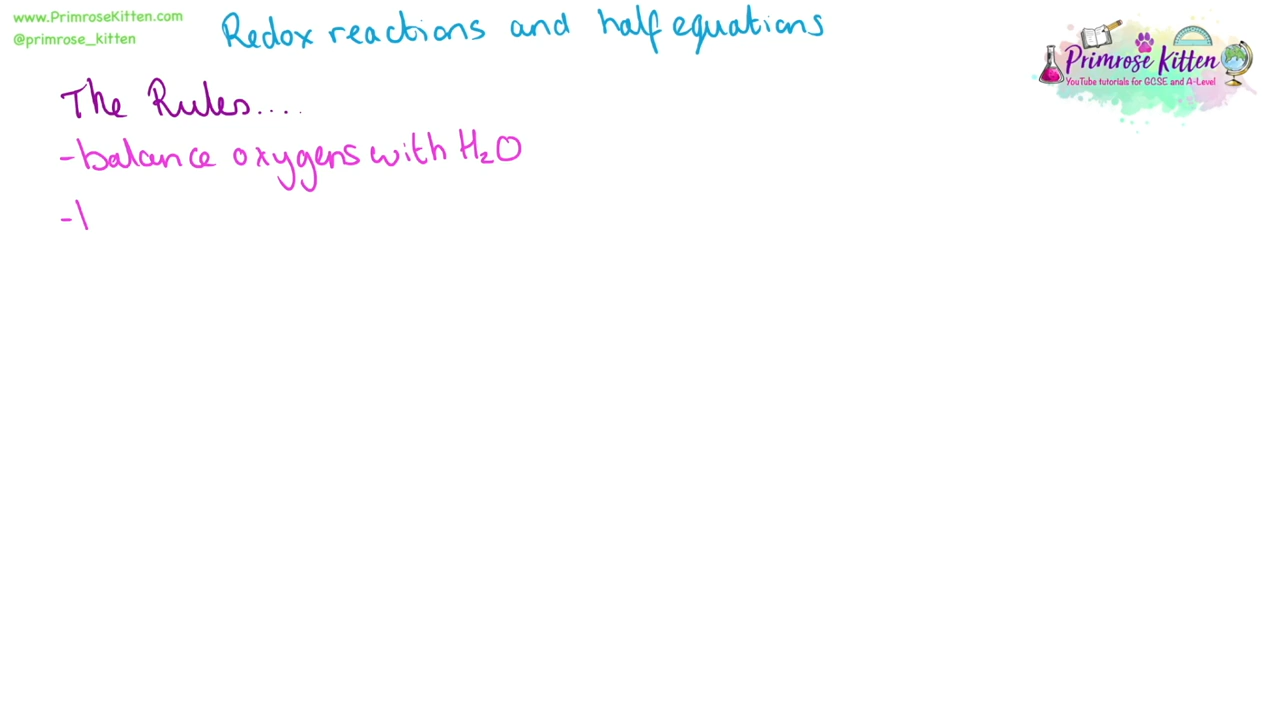 www.PrimroseKitten.com
@primrose_kitten
Redox reactions and half equations
Primrose Kitten
YouTube tutorials for GCSE and A-Level
The Rules....
-balance oxygens with H₂O
-